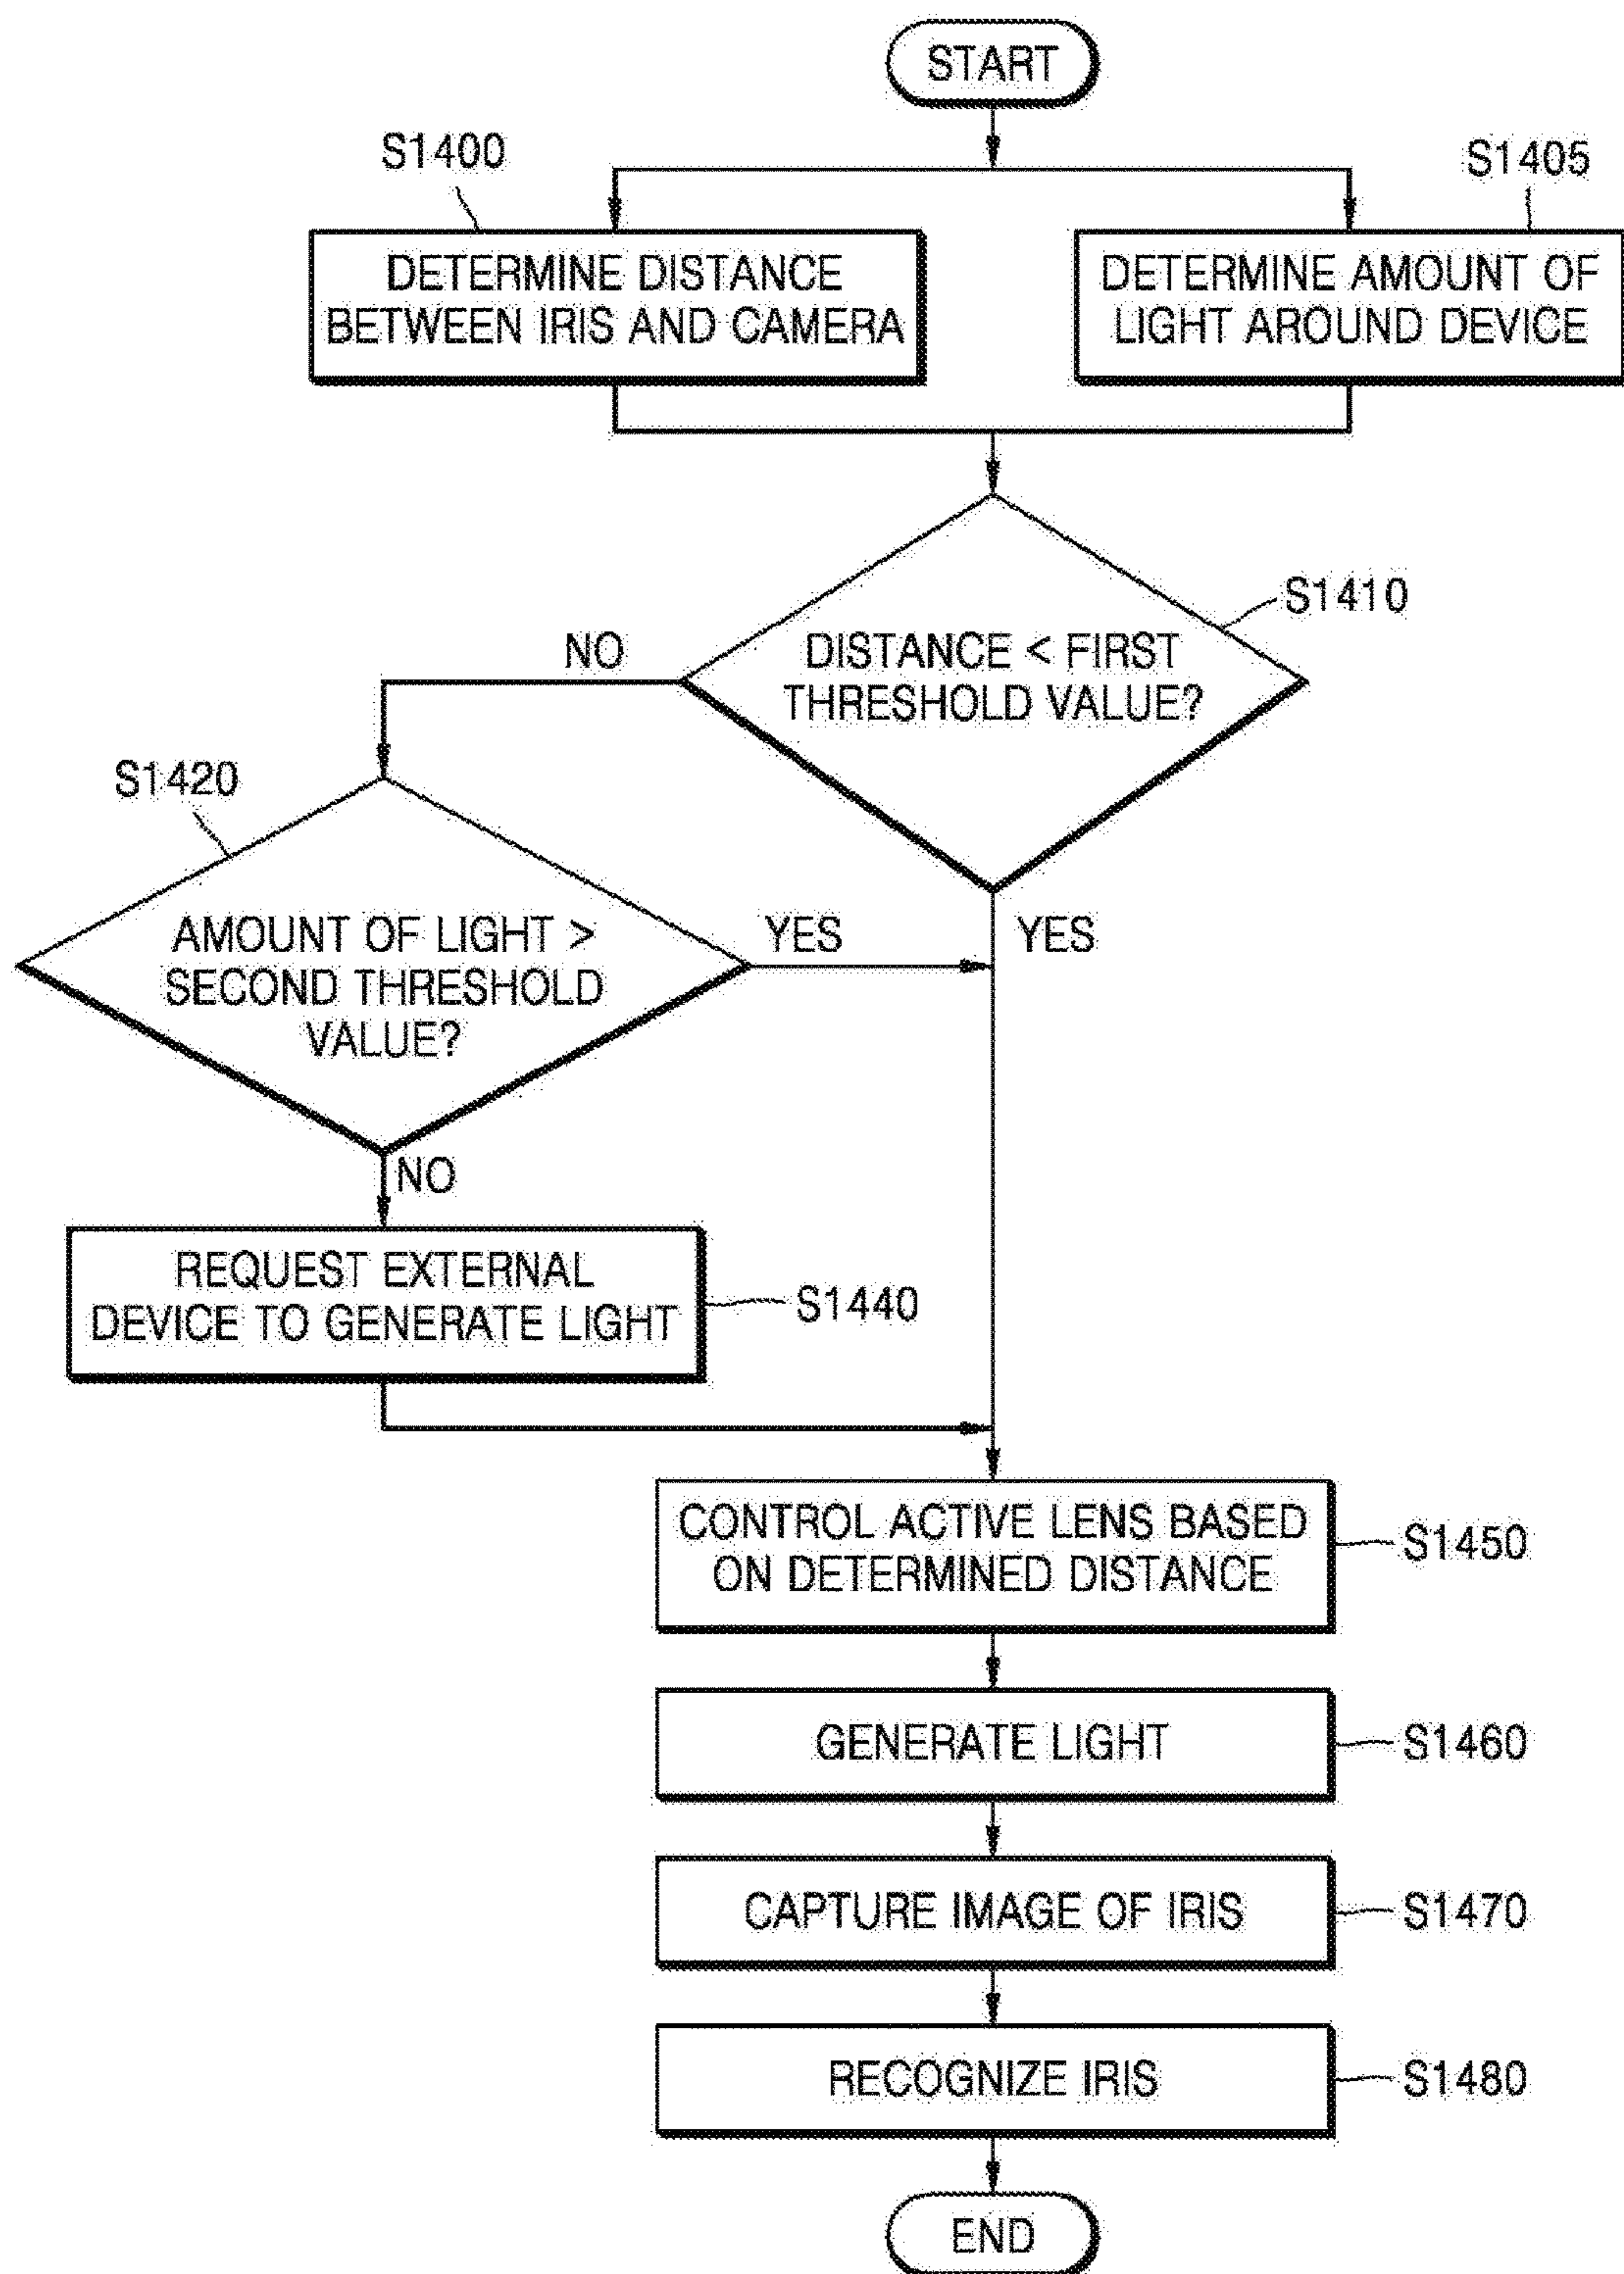 START
S1400
S1405
DETERMINE DISTANCE
BETWEEN IRIS AND CAMERA
DETERMINE AMOUNT OF
LIGHT AROUND DEVICE
S1410
DISTANCE < FIRST
THRESHOLD VALUE?
NO
S1420
AMOUNT OF LIGHT >
SECOND THRESHOLD
VALUE?
YES
YES
NO
REQUEST EXTERNAL
DEVICE TO GENERATE LIGHT
S1440
CONTROL ACTIVE LENS BASED
ON DETERMINED DISTANCE
S1450
GENERATE LIGHT
S1460
CAPTURE IMAGE OF IRIS
S1470
RECOGNIZE IRIS
S1480
END